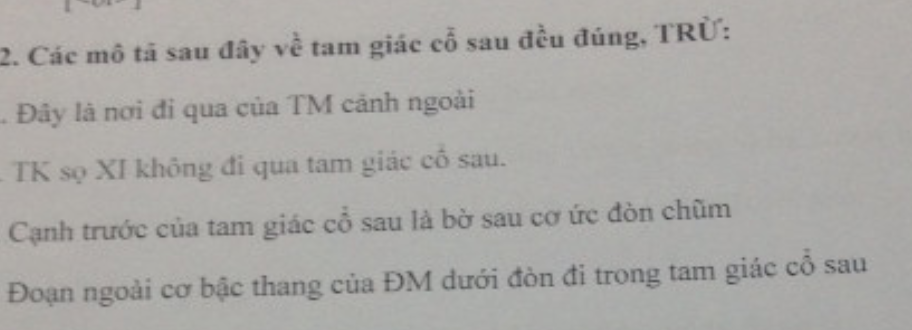 2. Các mô tả sau đây về tam giác cổ sau đều đúng, TRỪ:
. Đây là nơi đi qua của TM cảnh ngoài
. TK sọ XI không đi qua tam giác cổ sau.
Cạnh trước của tam giác cổ sau là bờ sau cơ ức đòn chũm
Đoạn ngoài cơ bậc thang của ĐM dưới đòn đi trong tam giác cổ sau